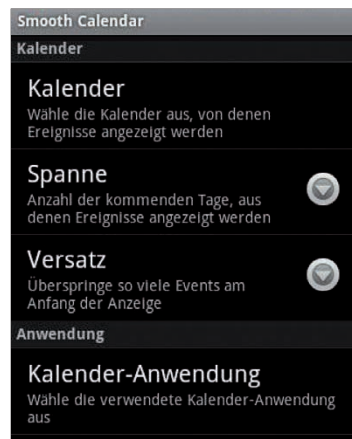 Smooth Calendar
Kalender
Kalender
Wähle die Kalender aus, von denen
Ereignisse angezeigt werden
Spanne
Anzahl der kommenden Tage, aus
denen Ereignisse angezeigt werden
Versatz
Überspringe so viele Events am
Anfang der Anzeige
Anwendung
Kalender-Anwendung
Wähle die verwendete Kalender-Anwendung
aus